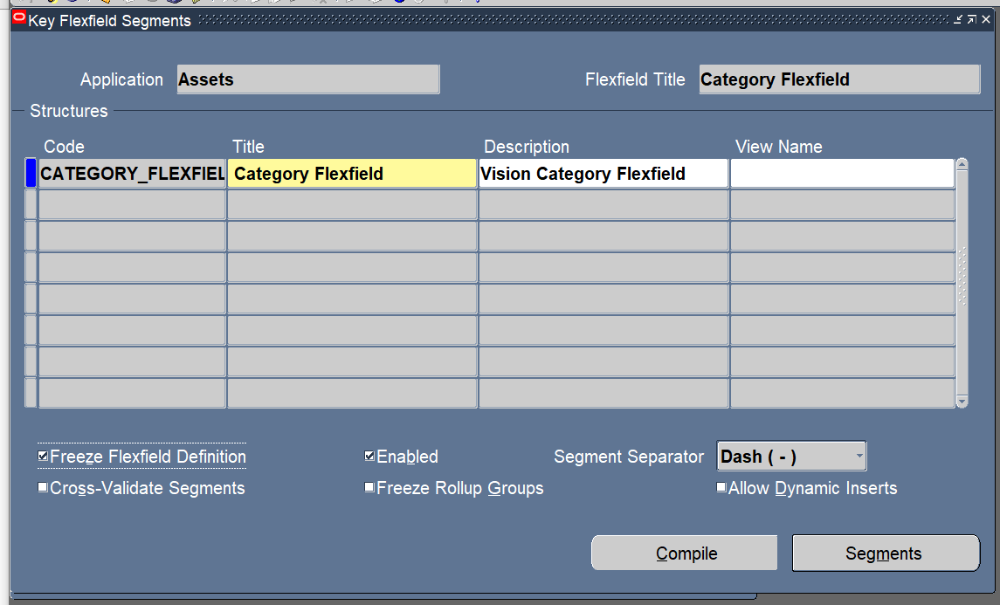 Key Flexfield Segments
Application Assets Flexfield Title Category Flexfield
Structures
Code Title Description View Name
CATEGORY_FLEXFIEL Category Flexfield Vision Category Flexfield
Freeze Flexfield Definition Enabled Segment Separator Dash ( - )
Cross-Validate Segments Freeze Rollup Groups Allow Dynamic Inserts
Compile Segments